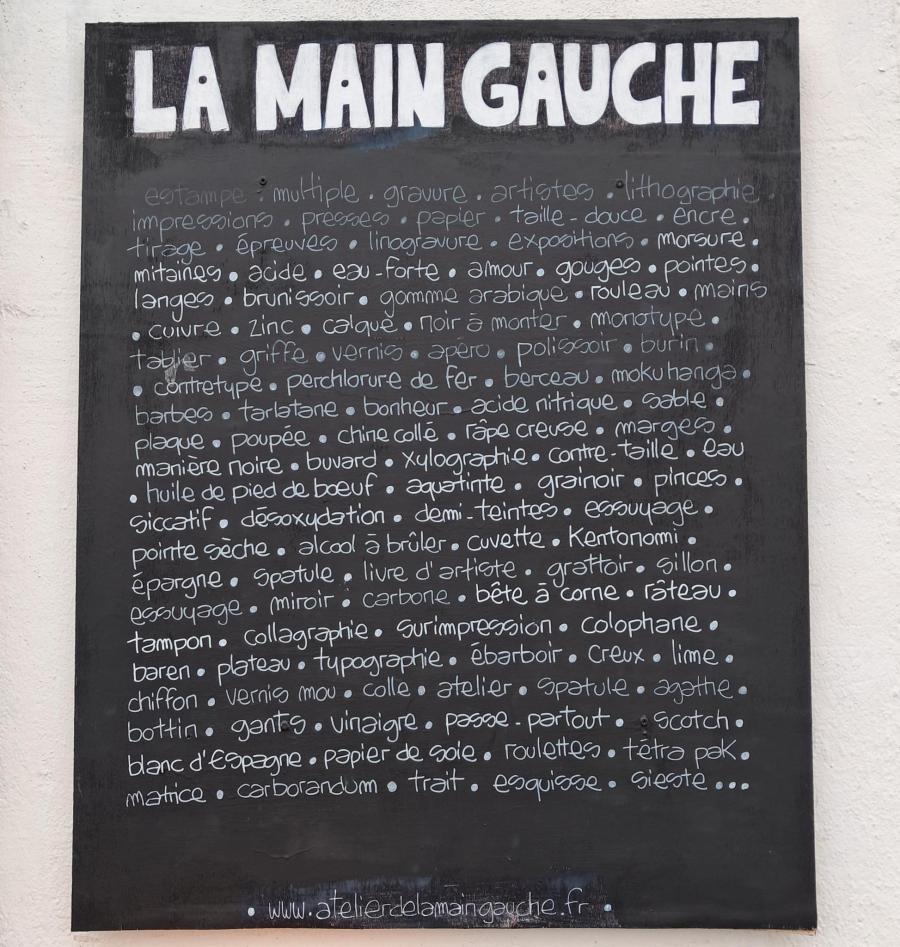 LA MAIN GAUCHE
estampe • multiple • gravure • artistes • lithographie
impressions • presses • papier • taille-douce • encre •
tirage • épreuves • linogravure • expositions • morsure •
mitaines • acide • eau-forte • amour • gouges • pointes •
langes • brunissoir • gomme arabique • rouleau • mains
• cuivre • zinc • calque • noir à monter • monotype •
tablier • griffe • vernis • apéro • polissoir • burin •
• contretype • perchlorure de fer • berceau • mokuhanga •
barbes • tarlatane • bonheur • acide nitrique • sable •
plaque • poupée • chine collé • râpe creuse • marges •
manière noire • buvard • xylographie • contre-taille • eau
• huile de pied de bœuf • aquatinte • grainoir • pinces •
siccatif • désoxydation • demi-teintes • essuyage •
pointe sèche • alcool à brûler • cuvette • Kentonomi •
épargne • spatule • livre d'artiste • grattoir • sillon •
essuyage • miroir • carbone • bête à corne • râteau •
tampon • collagraphie • surimpression • colophane •
baren • plateau • typographie • ébarboir • creux • lime •
chiffon • vernis mou • colle • atelier • spatule • agathe •
bottin • gants • vinaigre • passe-partout • scotch •
blanc d'Espagne • papier de soie • roulettes • tétra pak •
matrice • carborandum • trait • esquisse • sieste...
• www.atelierdelamaingauche.fr •